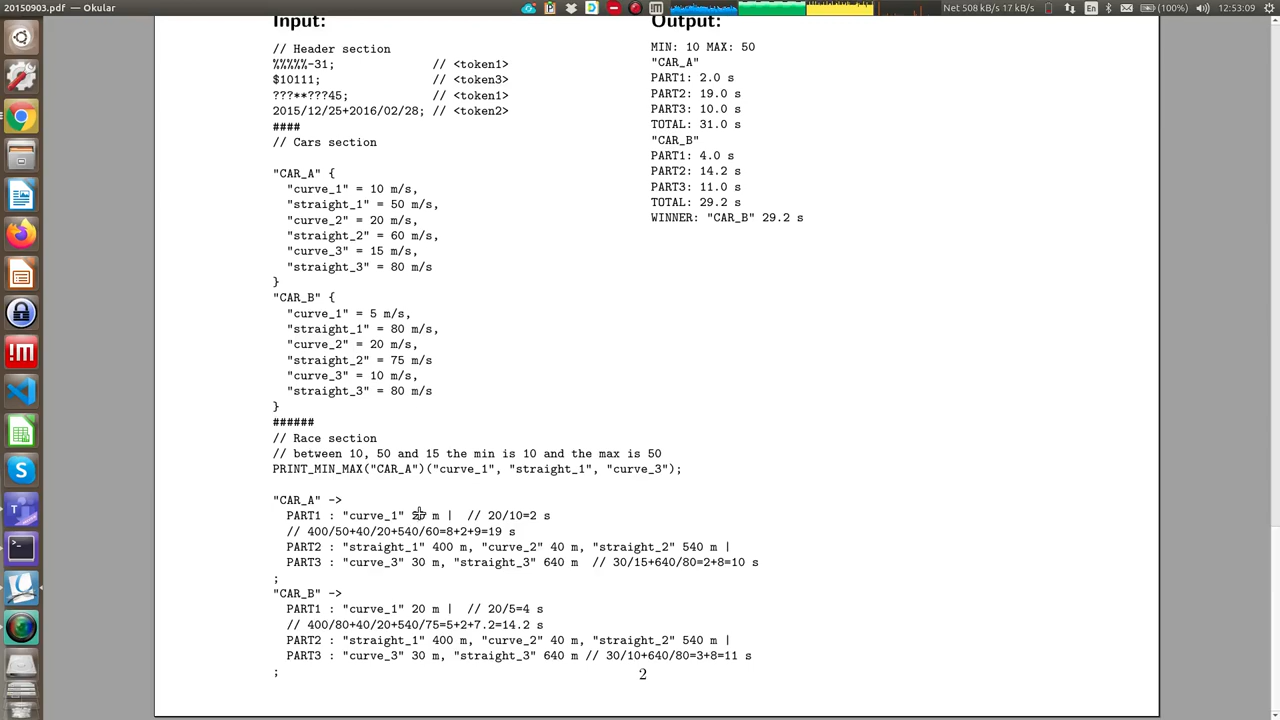 20150903.pdf — Okular
Net 508 kB/s 17 kB/s
En
(100%)
12:53:09
Input:
// Header section
%%%%%-31; // <token1>
$10111; // <token3>
???**???45; // <token1>
2015/12/25+2016/02/28; // <token2>
####
// Cars section
"CAR_A" {
"curve_1" = 10 m/s,
"straight_1" = 50 m/s,
"curve_2" = 20 m/s,
"straight_2" = 60 m/s,
"curve_3" = 15 m/s,
"straight_3" = 80 m/s
}
"CAR_B" {
"curve_1" = 5 m/s,
"straight_1" = 80 m/s,
"curve_2" = 20 m/s,
"straight_2" = 75 m/s
"curve_3" = 10 m/s,
"straight_3" = 80 m/s
}
######
// Race section
// between 10, 50 and 15 the min is 10 and the max is 50
PRINT_MIN_MAX("CAR_A")("curve_1", "straight_1", "curve_3");
"CAR_A" ->
PART1 : "curve_1" 20 m | // 20/10=2 s
// 400/50+40/20+540/60=8+2+9=19 s
PART2 : "straight_1" 400 m, "curve_2" 40 m, "straight_2" 540 m |
PART3 : "curve_3" 30 m, "straight_3" 640 m // 30/15+640/80=2+8=10 s
;
"CAR_B" ->
PART1 : "curve_1" 20 m | // 20/5=4 s
// 400/80+40/20+540/75=5+2+7.2=14.2 s
PART2 : "straight_1" 400 m, "curve_2" 40 m, "straight_2" 540 m |
PART3 : "curve_3" 30 m, "straight_3" 640 m // 30/10+640/80=3+8=11 s
;
Output:
MIN: 10 MAX: 50
"CAR_A"
PART1: 2.0 s
PART2: 19.0 s
PART3: 10.0 s
TOTAL: 31.0 s
"CAR_B"
PART1: 4.0 s
PART2: 14.2 s
PART3: 11.0 s
TOTAL: 29.2 s
WINNER: "CAR_B" 29.2 s
2